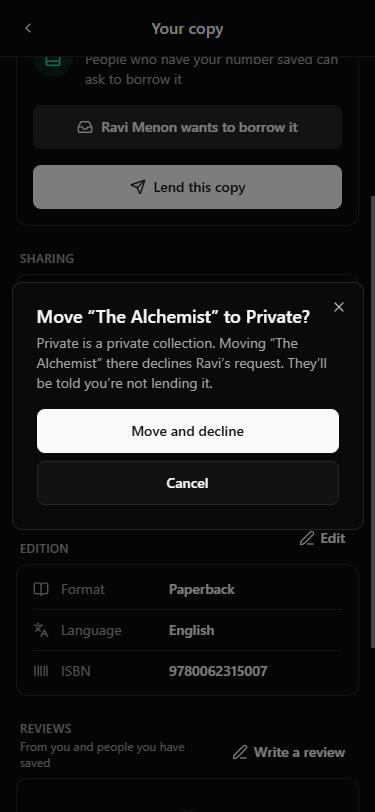 Your copy
People who have your number saved can
ask to borrow it
Ravi Menon wants to borrow it
Lend this copy
SHARING
Move “The Alchemist” to Private?
Private is a private collection. Moving “The
Alchemist” there declines Ravi’s request. They’ll
be told you’re not lending it.
Move and decline
Cancel
Edit
EDITION
Format Paperback
Language English
ISBN 9780062315007
REVIEWS
From you and people you have
saved
Write a review